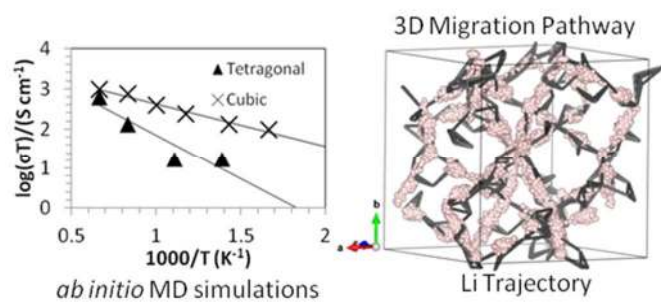 3D Migration Pathway
4
3
2
1
0
log(σT)/(S cm⁻¹)
▲Tetragonal
×Cubic
0.5 1 1.5 2
1000/T (K⁻¹)
ab initio MD simulations
b
a
Li Trajectory